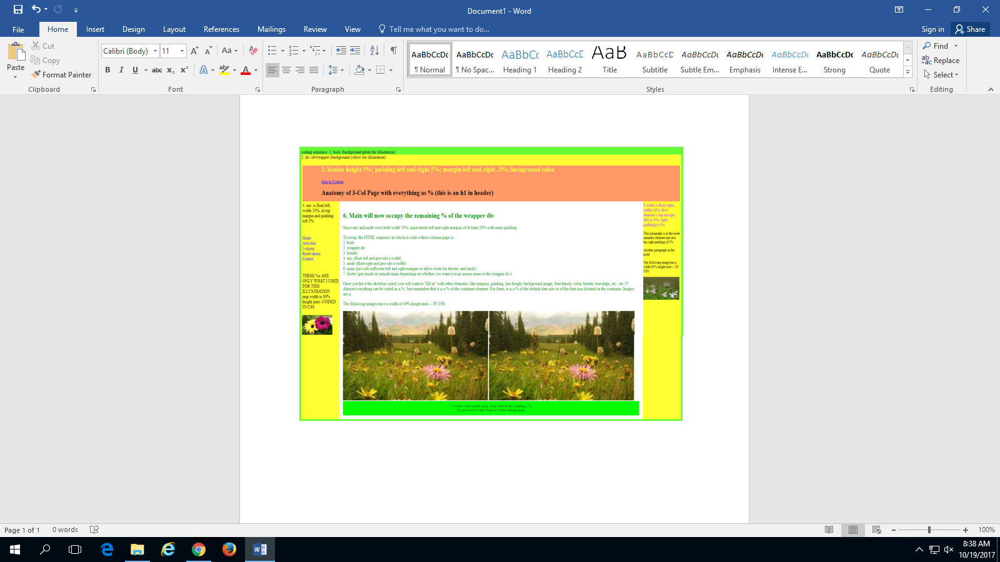 Document1 - Word
File
Home
Insert
Design
Layout
References
Mailings
Review
View
Tell me what you want to do...
Sign in
Share
Paste
Cut
Copy
Format Painter
Clipboard
Calibri (Body)
11
Font
Paragraph
AaBbCcDc
¶ Normal
AaBbCcDc
¶ No Spac...
AaBbCc
Heading 1
AaBbCcD
Heading 2
AaB
Title
AaBbCcD
Subtitle
AaBbCcDc
Subtle Em...
AaBbCcDc
Emphasis
AaBbCcDc
Intense E...
AaBbCcDc
Strong
AaBbCcDc
Quote
Styles
Find
Replace
Select
Editing
coding sequence: 1. body (background green for illustration)
2. div id=wrapper (background yellow for illustration)
3. header height 5%; padding left and right 5%; margin left and right .3%; background color
Skip to Content
Anatomy of 3-Col Page with everything as % (this is an h1 in header)
4. nav is float left,
width 10%, ul top
margin and padding
left 3%
Home
Activities
Lodging
Reservations
Contact
THESE %s ARE
ONLY WHAT I USED
FOR THIS
ILLUSTRATION
img width is 80%
height auto--CODED
IN CSS
6. Main will now occupy the remaining % of the wrapper div
Since nav and aside were both width 10%; main needs left and right margins of at least 10% with some padding
To recap, the HTML sequence in which to code a three-column page is:
1. body
2. wrapper div
3. header
4. nav (float left and provide a width)
5. aside (float right and provide a width)
6. main (provide sufficient left and right margins to allow room for the nav and aside)
7. footer (put inside or outside main depending on whether you want it to go across main or the wrapper div)
Once you have the skeleton coded, you will want to "fill in" with other elements, like margins, padding, line height, background image, font family, color, border, text align, etc., etc.!!!
Almost everything can be coded as a %. Just remember that it is a % of the container element. For fonts, it is a % of the default font size or of the font size dictated in the container. Images
are a
The following images have a width of 49% height auto -- IN CSS
5. aside is float right,
width 10%, first
element's top margin
(h3) is 3%, right
padding is 3%
This paragraph is in the aside
semantic element and also
has right padding of 3%
Another paragraph in the
aside
The following image has a
width 95% height auto -- IN
CSS
7. Footer coded inside main, clear both floats; padding 1%.
Do not need to clear floats if coded outside main.
Page 1 of 1
0 words
100%
8:38 AM
10/19/2017